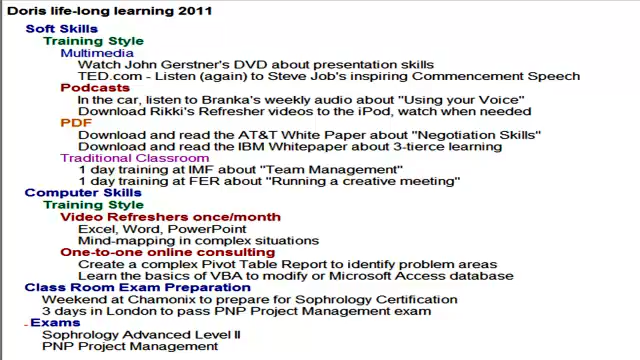 Doris life-long learning 2011
Soft Skills
Training Style
Multimedia
Watch John Gerstner's DVD about presentation skills
TED.com - Listen (again) to Steve Job's inspiring Commencement Speech
Podcasts
In the car, listen to Branka's weekly audio about "Using your Voice"
Download Rikki's Refresher videos to the iPod, watch when needed
PDF
Download and read the AT&T White Paper about "Negotiation Skills"
Download and read the IBM Whitepaper about 3-tierce learning
Traditional Classroom
1 day training at IMF about "Team Management"
1 day training at FER about "Running a creative meeting"
Computer Skills
Training Style
Video Refreshers once/month
Excel, Word, PowerPoint
Mind-mapping in complex situations
One-to-one online consulting
Create a complex Pivot Table Report to identify problem areas
Learn the basics of VBA to modify or Microsoft Access database
Class Room Exam Preparation
Weekend at Chamonix to prepare for Sophrology Certification
3 days in London to pass PNP Project Management exam
Exams
Sophrology Advanced Level II
PNP Project Management